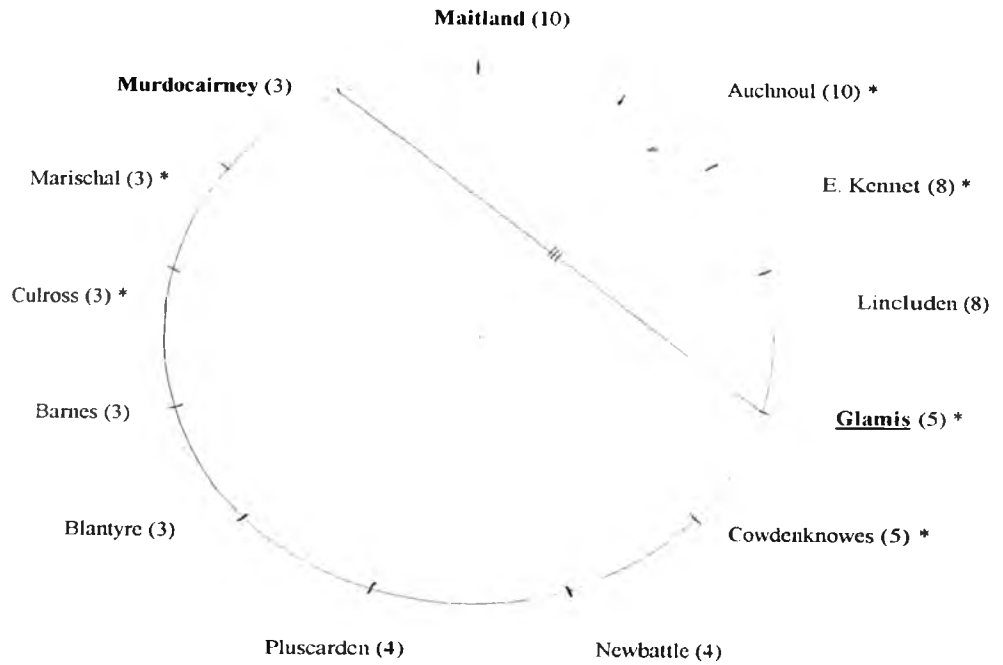 Maitland (10)
Murdocairney (3)
Auchnoul (10) *
Marischal (3) *
E. Kennet (8) *
Culross (3) *
Lincluden (8)
Barnes (3)
Glamis (5) *
Blantyre (3)
Cowdenknowes (5) *
Pluscarden (4)
Newbattle (4)